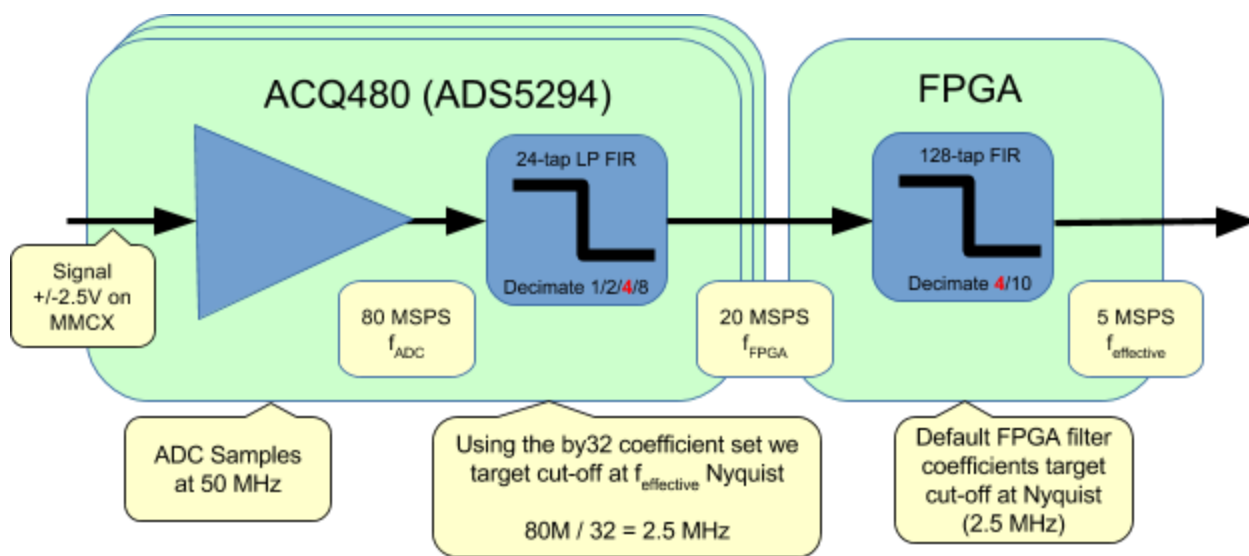 ACQ480 (ADS5294)
FPGA
24-tap LP FIR
Decimate 1/2/4/8
128-tap FIR
Decimate 4/10
Signal
+/-2.5V on
MMCX
80 MSPS
fADC
20 MSPS
fFPGA
5 MSPS
feffective
ADC Samples
at 50 MHz
Using the by32 coefficient set we
target cut-off at feffective Nyquist
80M / 32 = 2.5 MHz
Default FPGA filter
coefficients target
cut-off at Nyquist
(2.5 MHz)